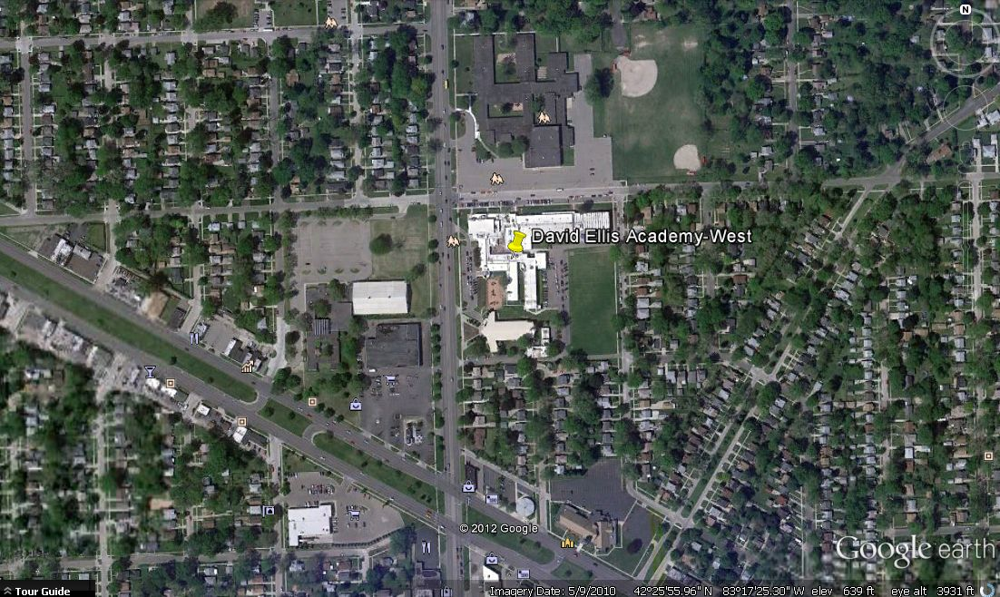 N
David Ellis Academy-West
© 2012 Google
Google earth
Tour Guide
Imagery Date: 5/9/2010 42°25'55.96" N 83°17'25.30" W elev 639 ft eye alt 3931 ft